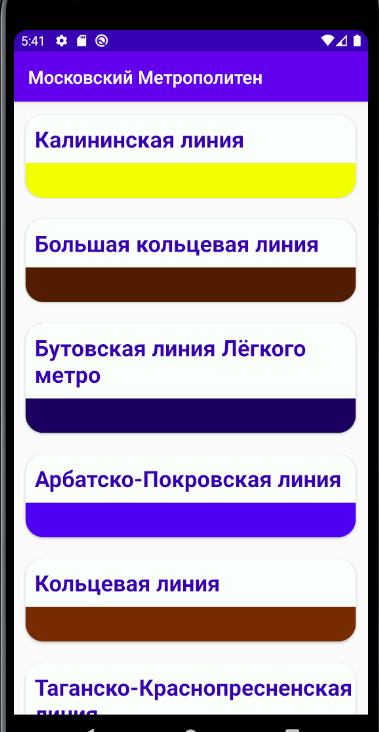 5:41
Московский Метрополитен
Калининская линия
Большая кольцевая линия
Бутовская линия Лёгкого
метро
Арбатско-Покровская линия
Кольцевая линия
Таганско-Краснопресненская
линия